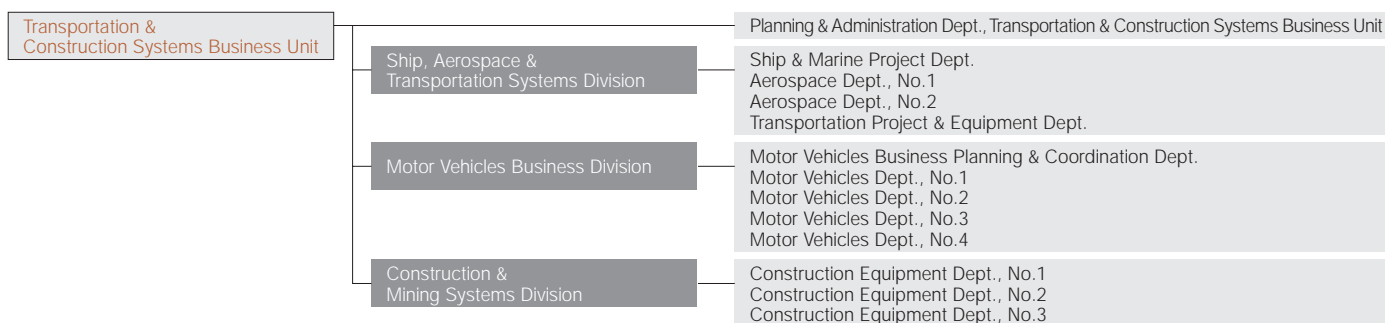 Transportation &
Construction Systems Business Unit
Planning & Administration Dept., Transportation & Construction Systems Business Unit
Ship, Aerospace &
Transportation Systems Division
Ship & Marine Project Dept.
Aerospace Dept., No.1
Aerospace Dept., No.2
Transportation Project & Equipment Dept.
Motor Vehicles Business Division
Motor Vehicles Business Planning & Coordination Dept.
Motor Vehicles Dept., No.1
Motor Vehicles Dept., No.2
Motor Vehicles Dept., No.3
Motor Vehicles Dept., No.4
Construction &
Mining Systems Division
Construction Equipment Dept., No.1
Construction Equipment Dept., No.2
Construction Equipment Dept., No.3